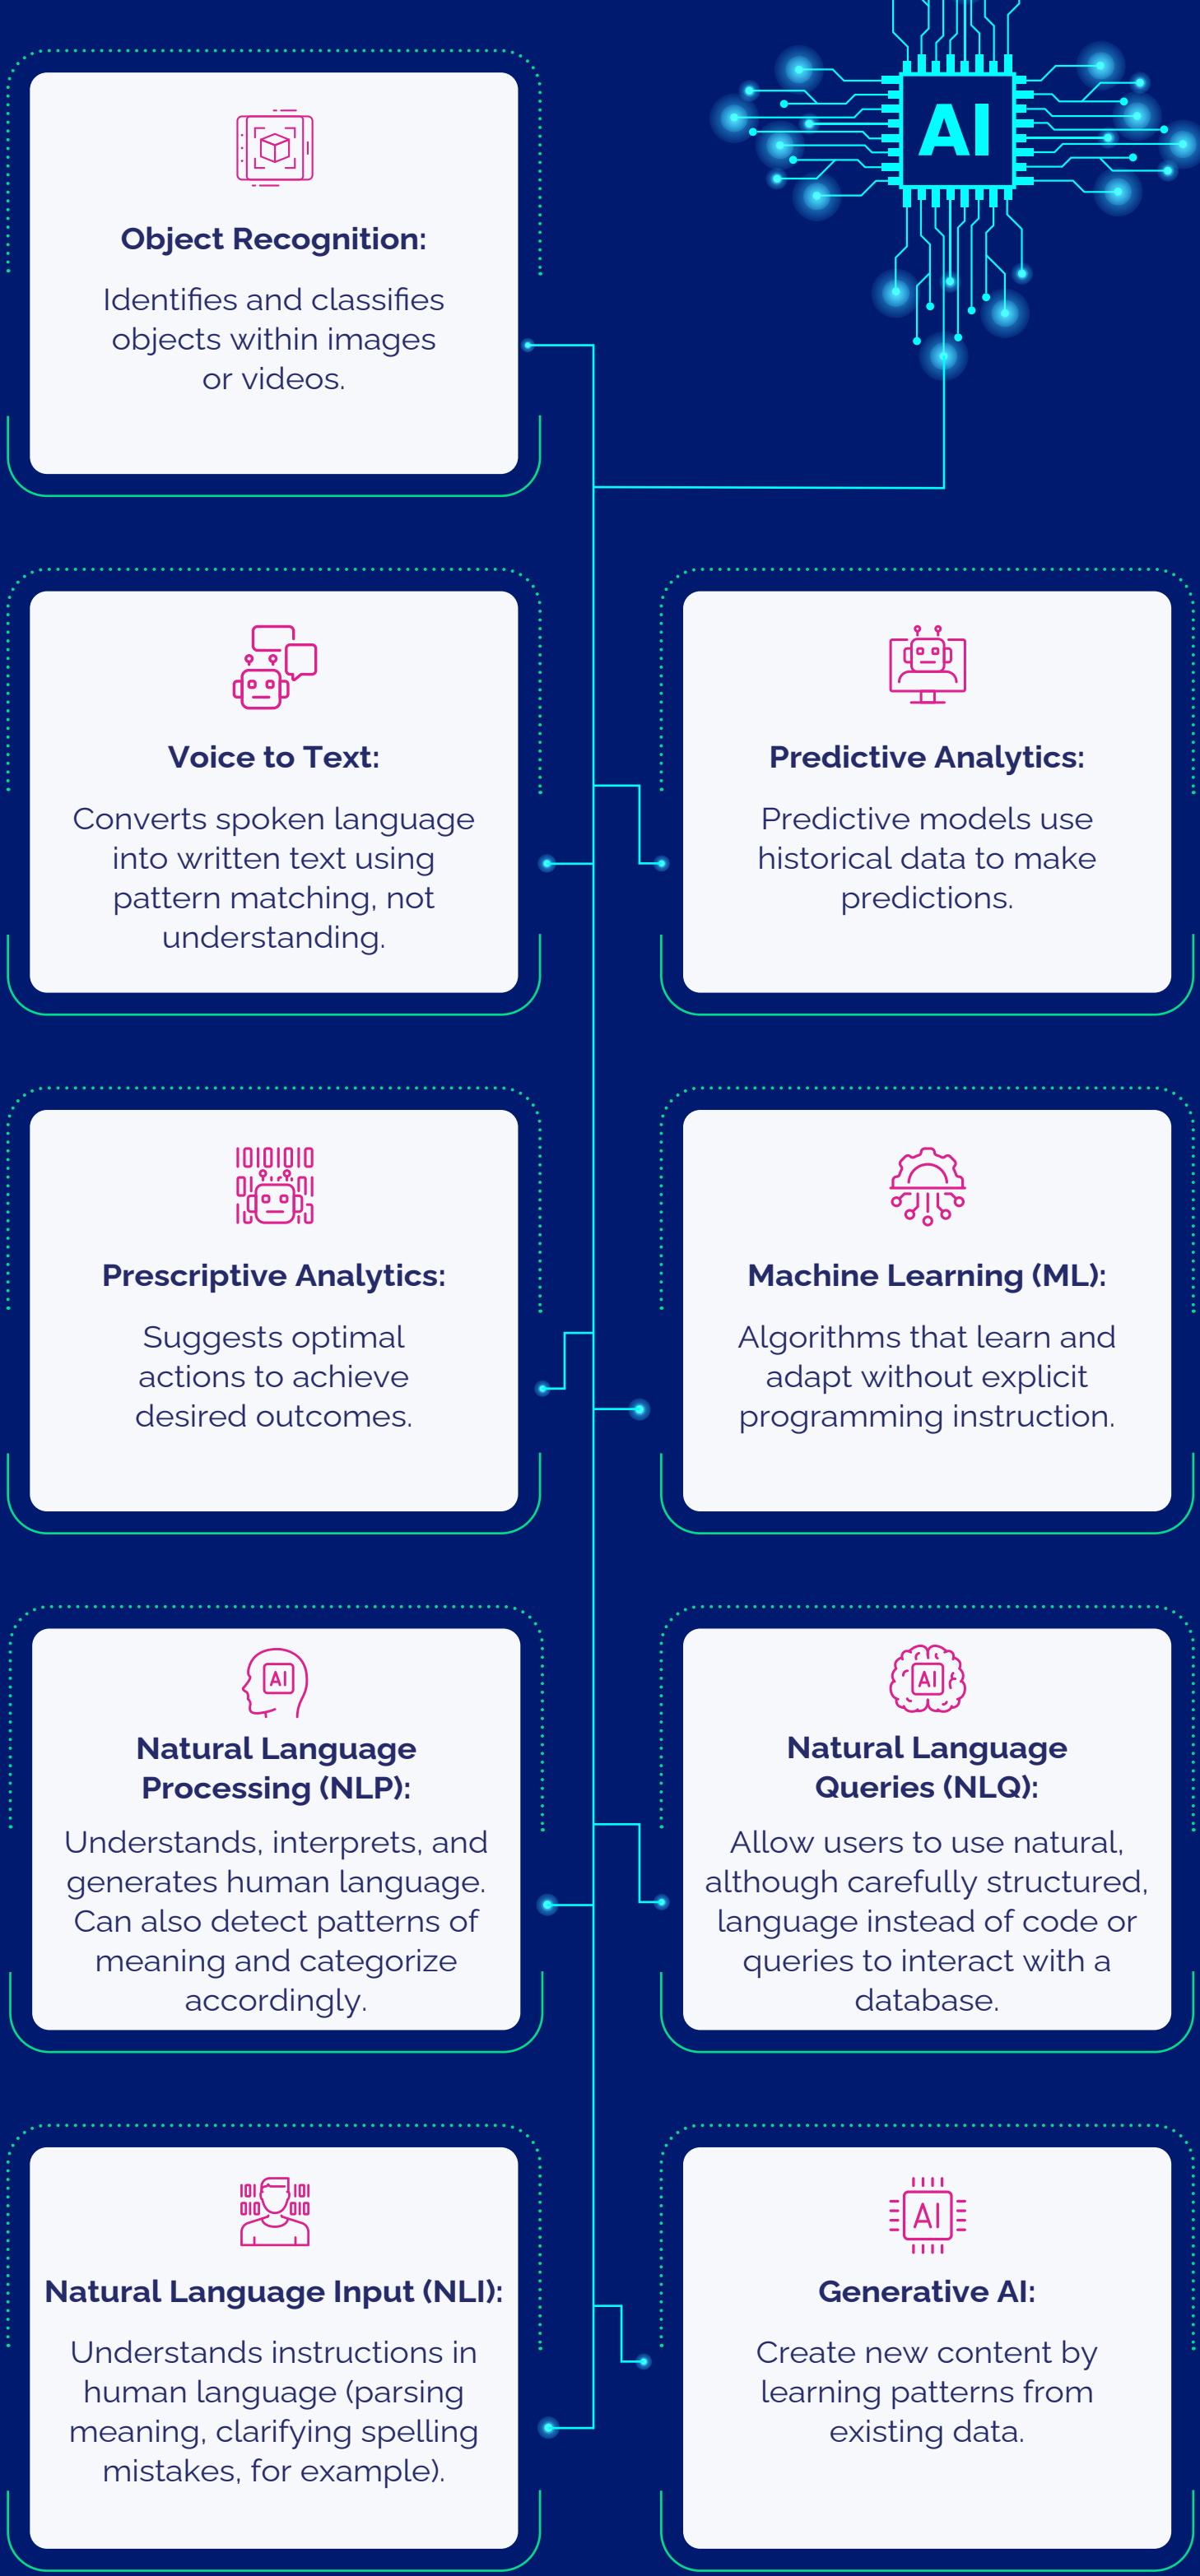 AI
Object Recognition:
Identifies and classifies
objects within images
or videos.
Voice to Text:
Converts spoken language
into written text using
pattern matching, not
understanding.
Predictive Analytics:
Predictive models use
historical data to make
predictions.
Prescriptive Analytics:
Suggests optimal
actions to achieve
desired outcomes.
Machine Learning (ML):
Algorithms that learn and
adapt without explicit
programming instruction.
AI
Natural Language
Processing (NLP):
Understands, interprets, and
generates human language.
Can also detect patterns of
meaning and categorize
accordingly.
AI
Natural Language
Queries (NLQ):
Allow users to use natural,
although carefully structured,
language instead of code or
queries to interact with a
database.
Natural Language Input (NLI):
Understands instructions in
human language (parsing
meaning, clarifying spelling
mistakes, for example).
AI
Generative AI:
Create new content by
learning patterns from
existing data.